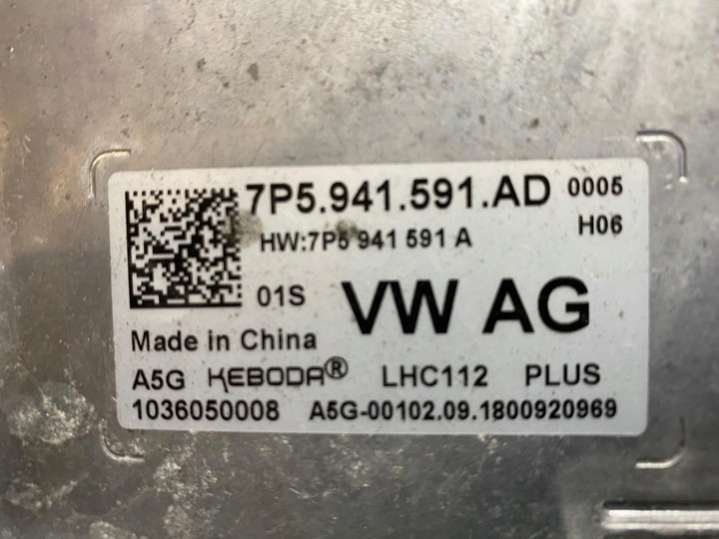 7P5.941.591.AD 0005
HW:7P5 941 591 A H06
01S VW AG
Made in China
A5G KEBODA® LHC112 PLUS
1036050008 A5G-00102.09.1800920969